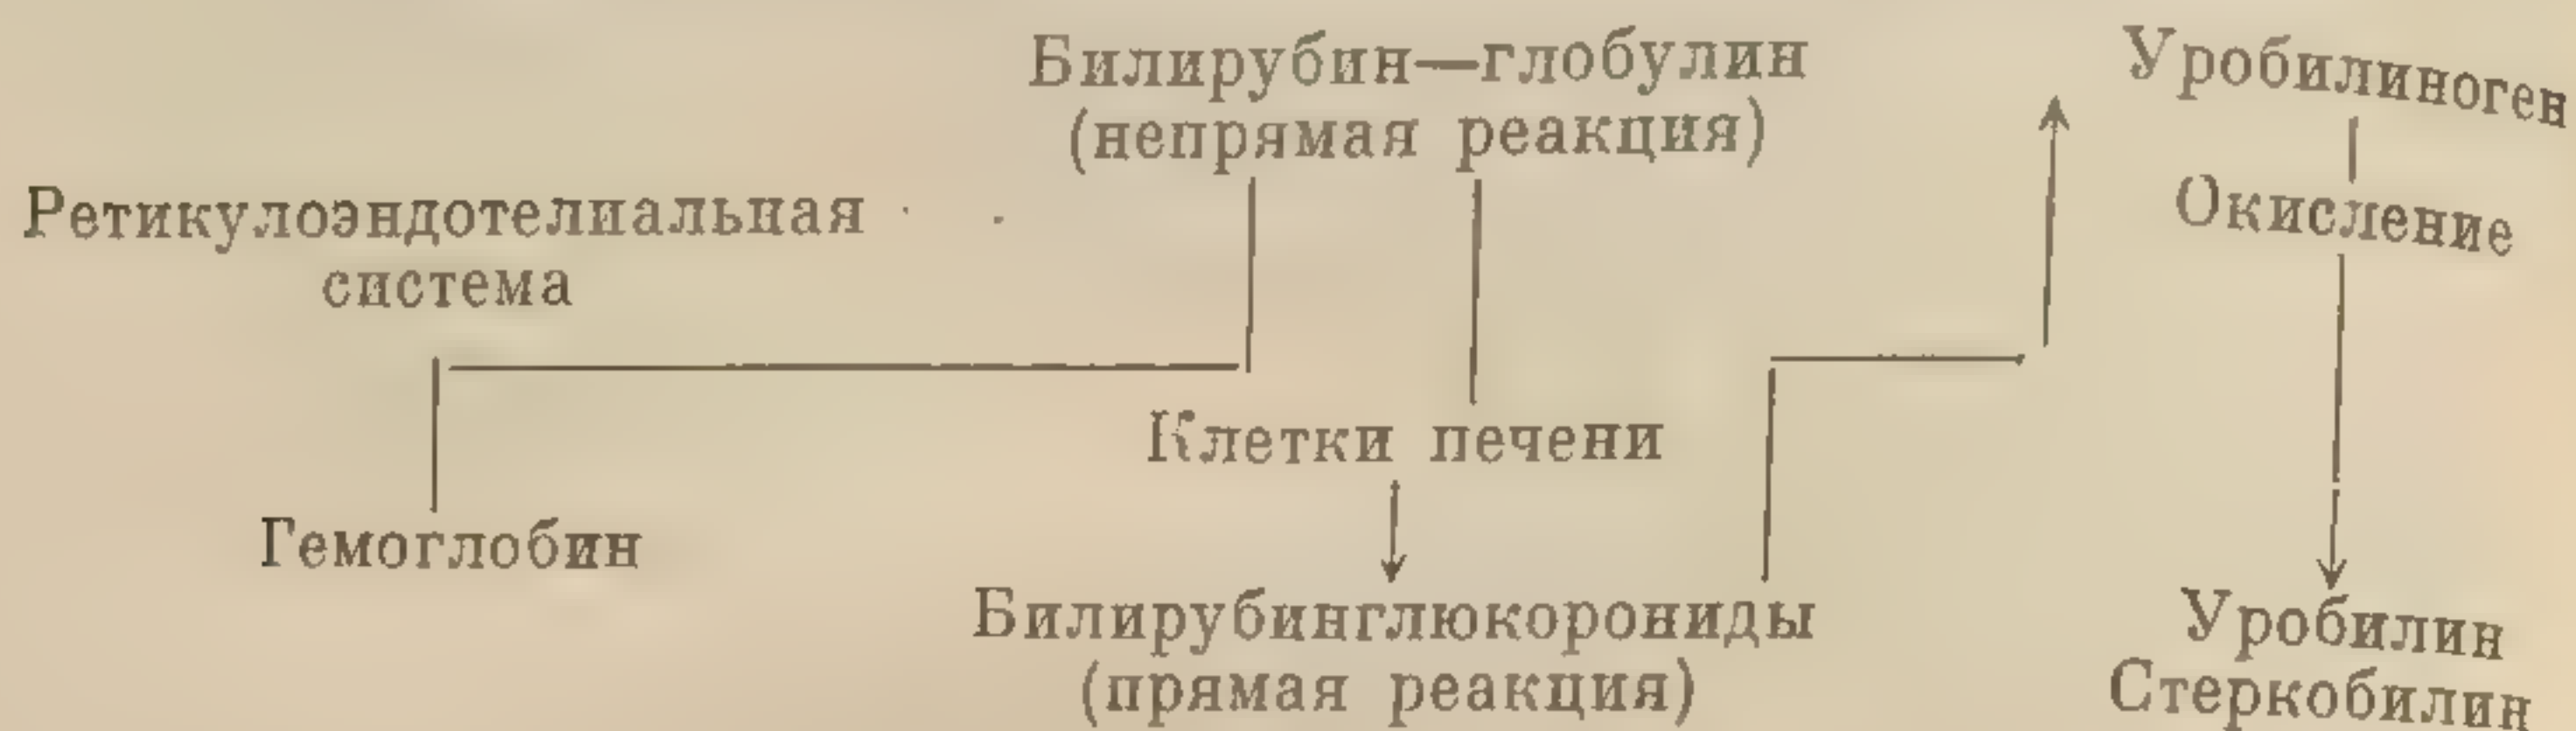 Ретикулоэндотелиальная
система
Гемоглобин
Билирубин—глобулин
(непрямая реакция)
Клетки печени
Билирубинглюкорониды
(прямая реакция)
Уробилиноген
Окисление
Уробилин
Стеркобилин